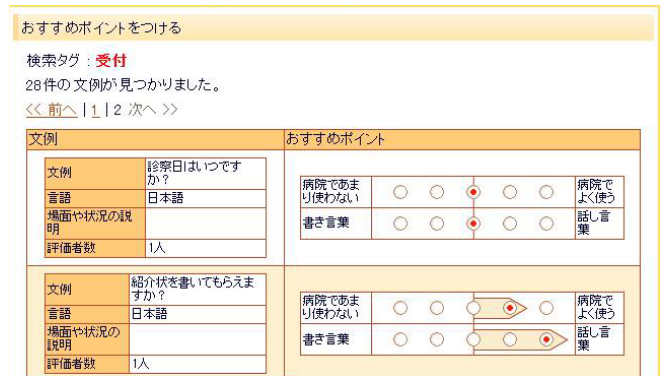 おすすめポイントをつける
検索タグ：受付
28件の文例が見つかりました。
<< 前へ | 1 | 2 次へ >>
文例 おすすめポイント
文例 診察日はいつです
か？
言語 日本語
場面や状況の説
明
評価者数 1人
病院であま
り使わない
病院で
よく使う
書き言葉
話し言
葉
文例 紹介状を書いてもらえま
すか？
言語 日本語
場面や状況の
説明
評価者数 1人
病院であま
り使わない
病院で
よく使う
書き言葉
話し言
葉